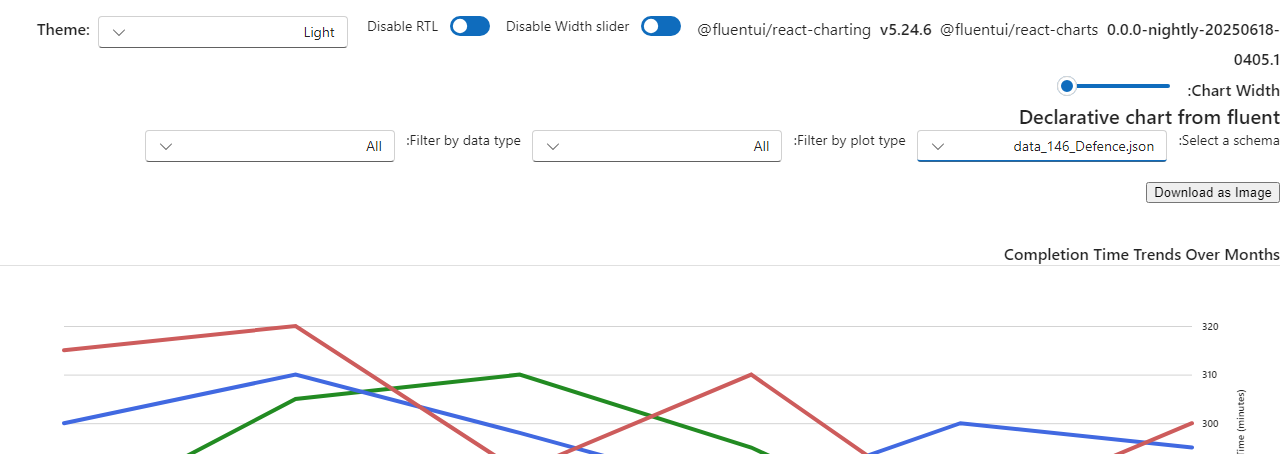 Theme:
Light
Disable RTL
Disable Width slider
@fluentui/react-charting v5.24.6 @fluentui/react-charts 0.0.0-nightly-20250618-
0405.1
:Chart Width
Declarative chart from fluent
:Select a schema
data_146_Defence.json
:Filter by plot type
All
:Filter by data type
All
Download as Image
Completion Time Trends Over Months
320
310
300
Time (minutes)